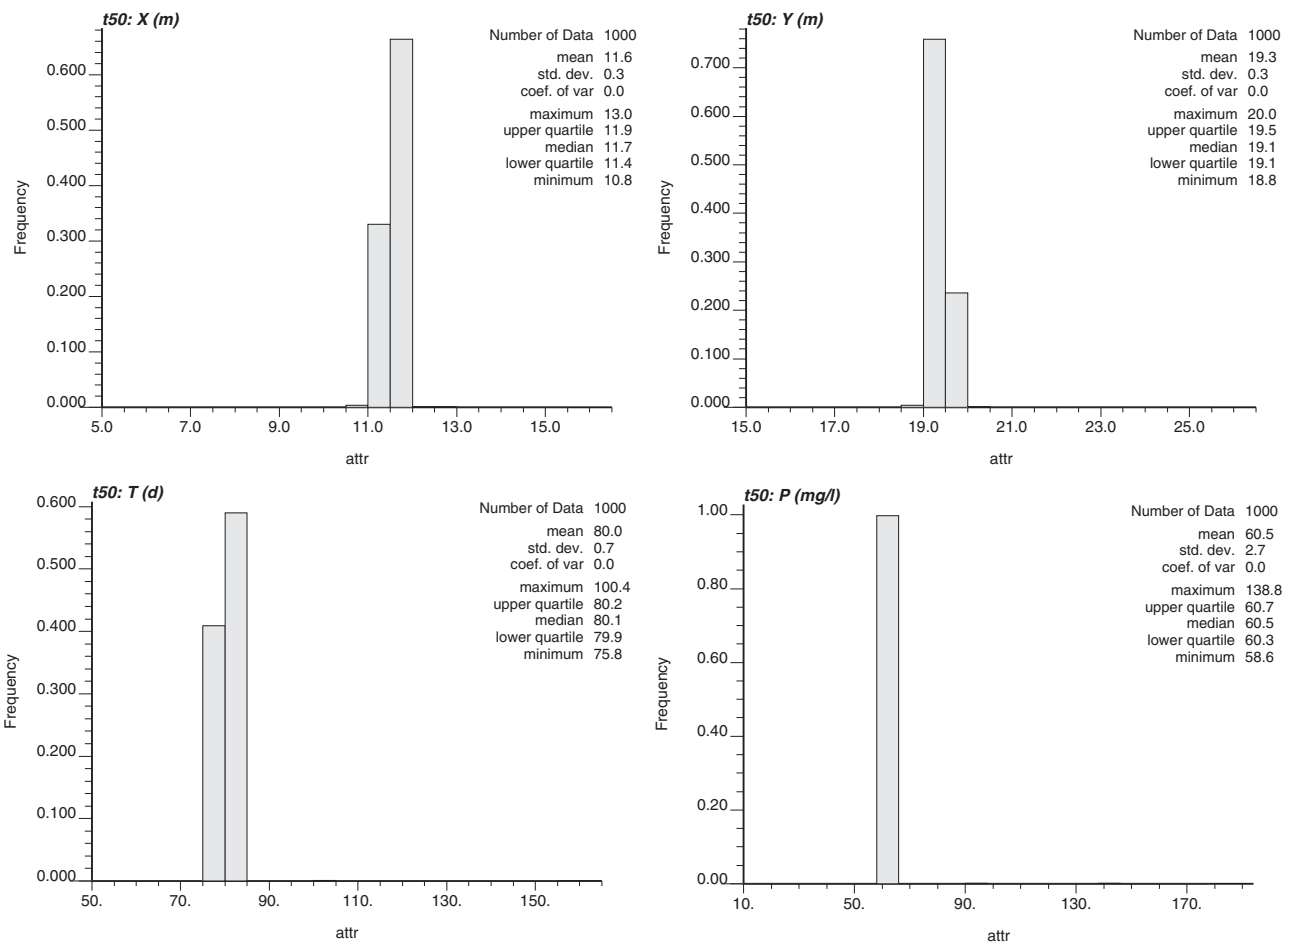 t50: X (m)
Number of Data 1000
mean 11.6
std. dev. 0.3
coef. of var 0.0
maximum 13.0
upper quartile 11.9
median 11.7
lower quartile 11.4
minimum 10.8
Frequency
0.600
0.500
0.400
0.300
0.200
0.100
0.000
5.0 7.0 9.0 11.0 13.0 15.0
attr
t50: Y (m)
Number of Data 1000
mean 19.3
std. dev. 0.3
coef. of var 0.0
maximum 20.0
upper quartile 19.5
median 19.1
lower quartile 19.1
minimum 18.8
Frequency
0.700
0.600
0.500
0.400
0.300
0.200
0.100
0.000
15.0 17.0 19.0 21.0 23.0 25.0
attr
t50: T (d)
Number of Data 1000
mean 80.0
std. dev. 0.7
coef. of var 0.0
maximum 100.4
upper quartile 80.2
median 80.1
lower quartile 79.9
minimum 75.8
Frequency
0.600
0.500
0.400
0.300
0.200
0.100
0.000
50. 70. 90. 110. 130. 150.
attr
t50: P (mg/l)
Number of Data 1000
mean 60.5
std. dev. 2.7
coef. of var 0.0
maximum 138.8
upper quartile 60.7
median 60.5
lower quartile 60.3
minimum 58.6
Frequency
1.00
0.80
0.60
0.40
0.20
0.00
10. 50. 90. 130. 170.
attr